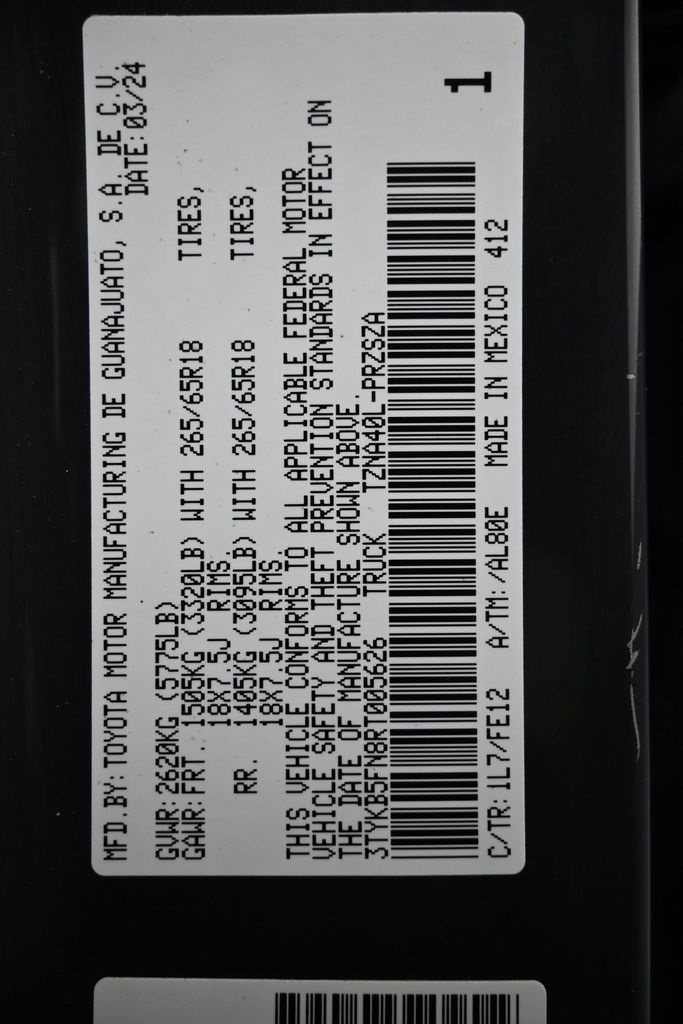 MFD.BY:TOYOTA MOTOR MANUFACTURING DE GUANAJUATO, S.A. DE C.V.
DATE:03/24
GVWR:2620KG (5775LB)
GAWR:FRT. 1505KG (3320LB) WITH 265/65R18 TIRES,
18X7.5J RIMS.
RR. 1405KG (3095LB) WITH 265/65R18 TIRES,
18X7.5J RIMS.
THIS VEHICLE CONFORMS TO ALL APPLICABLE FEDERAL MOTOR
VEHICLE SAFETY AND THEFT PREVENTION STANDARDS IN EFFECT ON
THE DATE OF MANUFACTURE SHOWN ABOVE.
3TYKB5FN8RT005626 TRUCK TZNA40L-PRZSZA
1
C/TR:1L7/FE12 A/TM:/AL80E MADE IN MEXICO 412